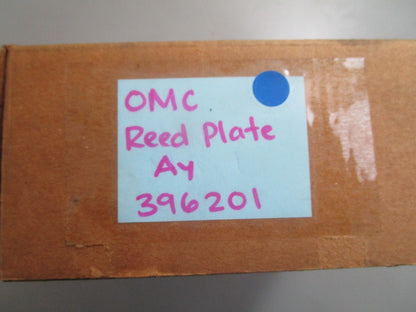 OMC
Reed Plate
Ay
396201